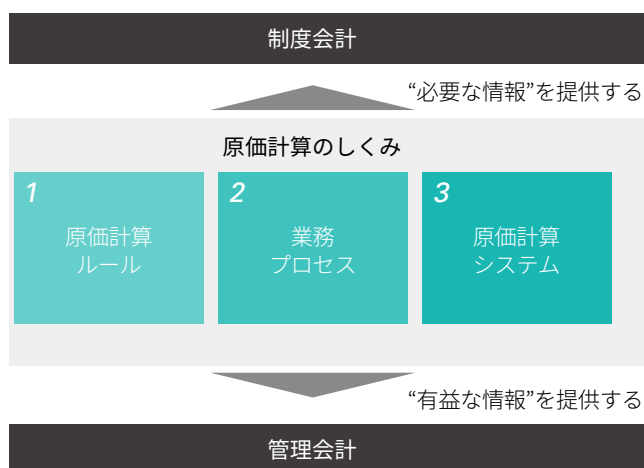 制度会計
“必要な情報”を提供する
原価計算のしくみ
1
原価計算
ルール
2
業務
プロセス
3
原価計算
システム
“有益な情報”を提供する
管理会計